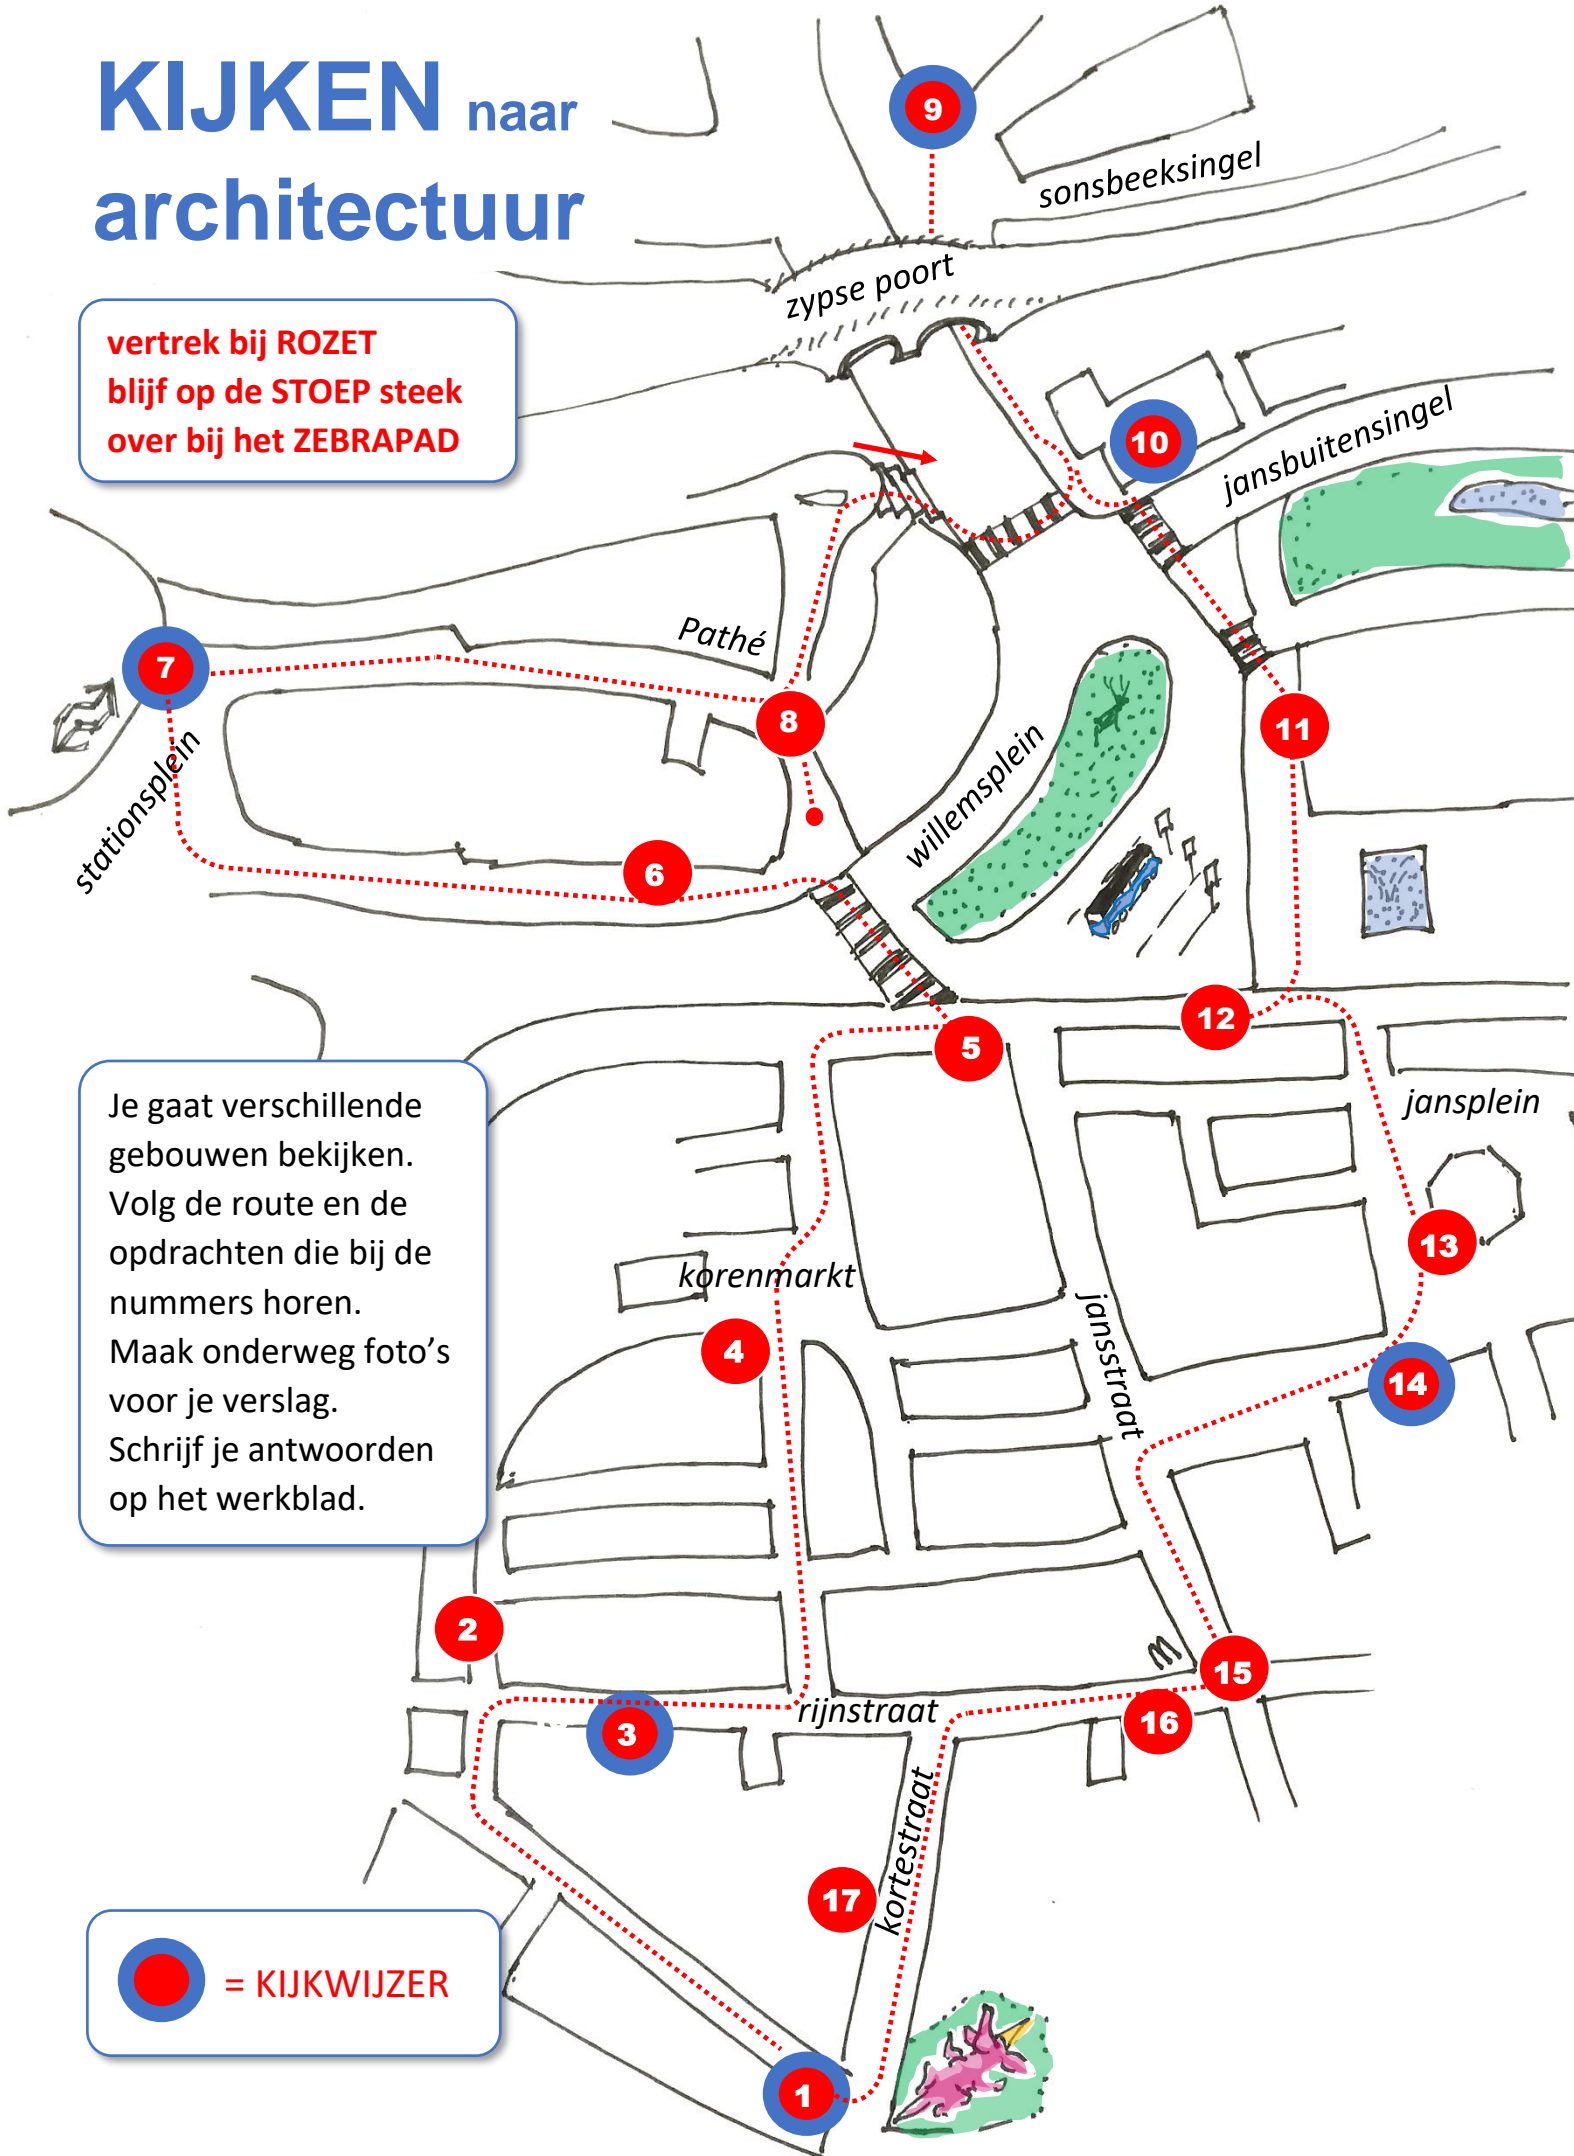 KIJKEN naar
architectuur
vertrek bij ROZET
blijf op de STOEP steek
over bij het ZEBRAPAD
9
sonsbeeksingel
zypse poort
10
jansbuitensingel
Pathé
7
8
11
stationsplein
willemsplein
6
12
5
jansplein
Je gaat verschillende
gebouwen bekijken.
Volg de route en de
opdrachten die bij de
nummers horen.
Maak onderweg foto's
voor je verslag.
Schrijf je antwoorden
op het werkblad.
13
korenmarkt
4
jansstraat
14
2
15
3
rijnstraat
16
17
kortestraat
= KIJKWIJZER
1